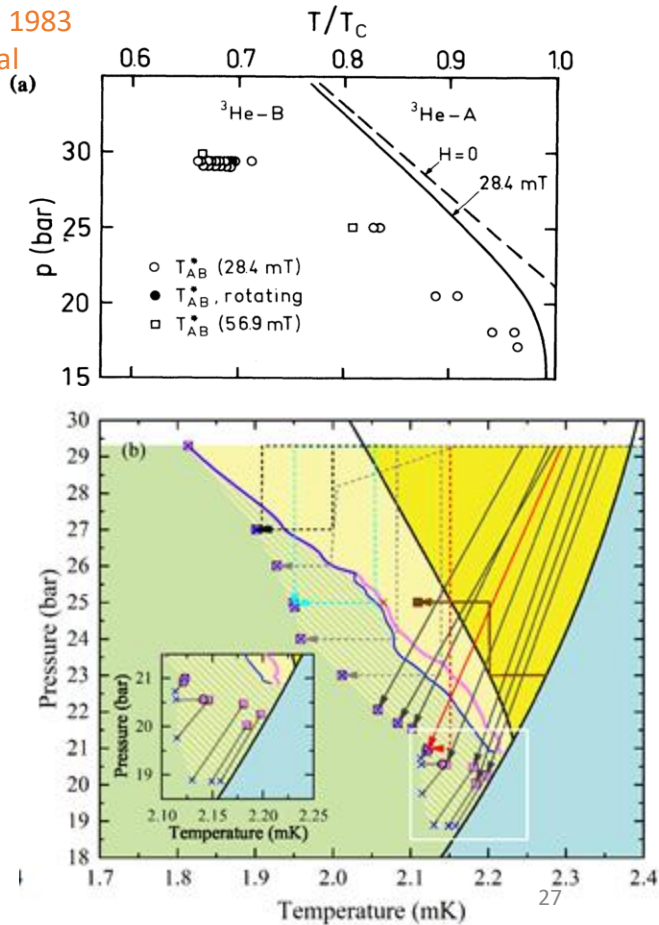 1983
al
(a)
T/T_C
0.6 0.7 0.8 0.9 1.0
³He-B
³He-A
H=0
28.4 mT
p (bar)
30
25
20
15
○ T*_AB (28.4 mT)
● T*_AB, rotating
□ T*_AB (56.9 mT)
(b)
Pressure (bar)
30
29
28
27
26
25
24
23
22
21
20
19
18
Pressure (bar)
21
20
19
2.10 2.15 2.20 2.25
Temperature (mK)
1.7 1.8 1.9 2.0 2.1 2.2 2.3 2.4
Temperature (mK)
27